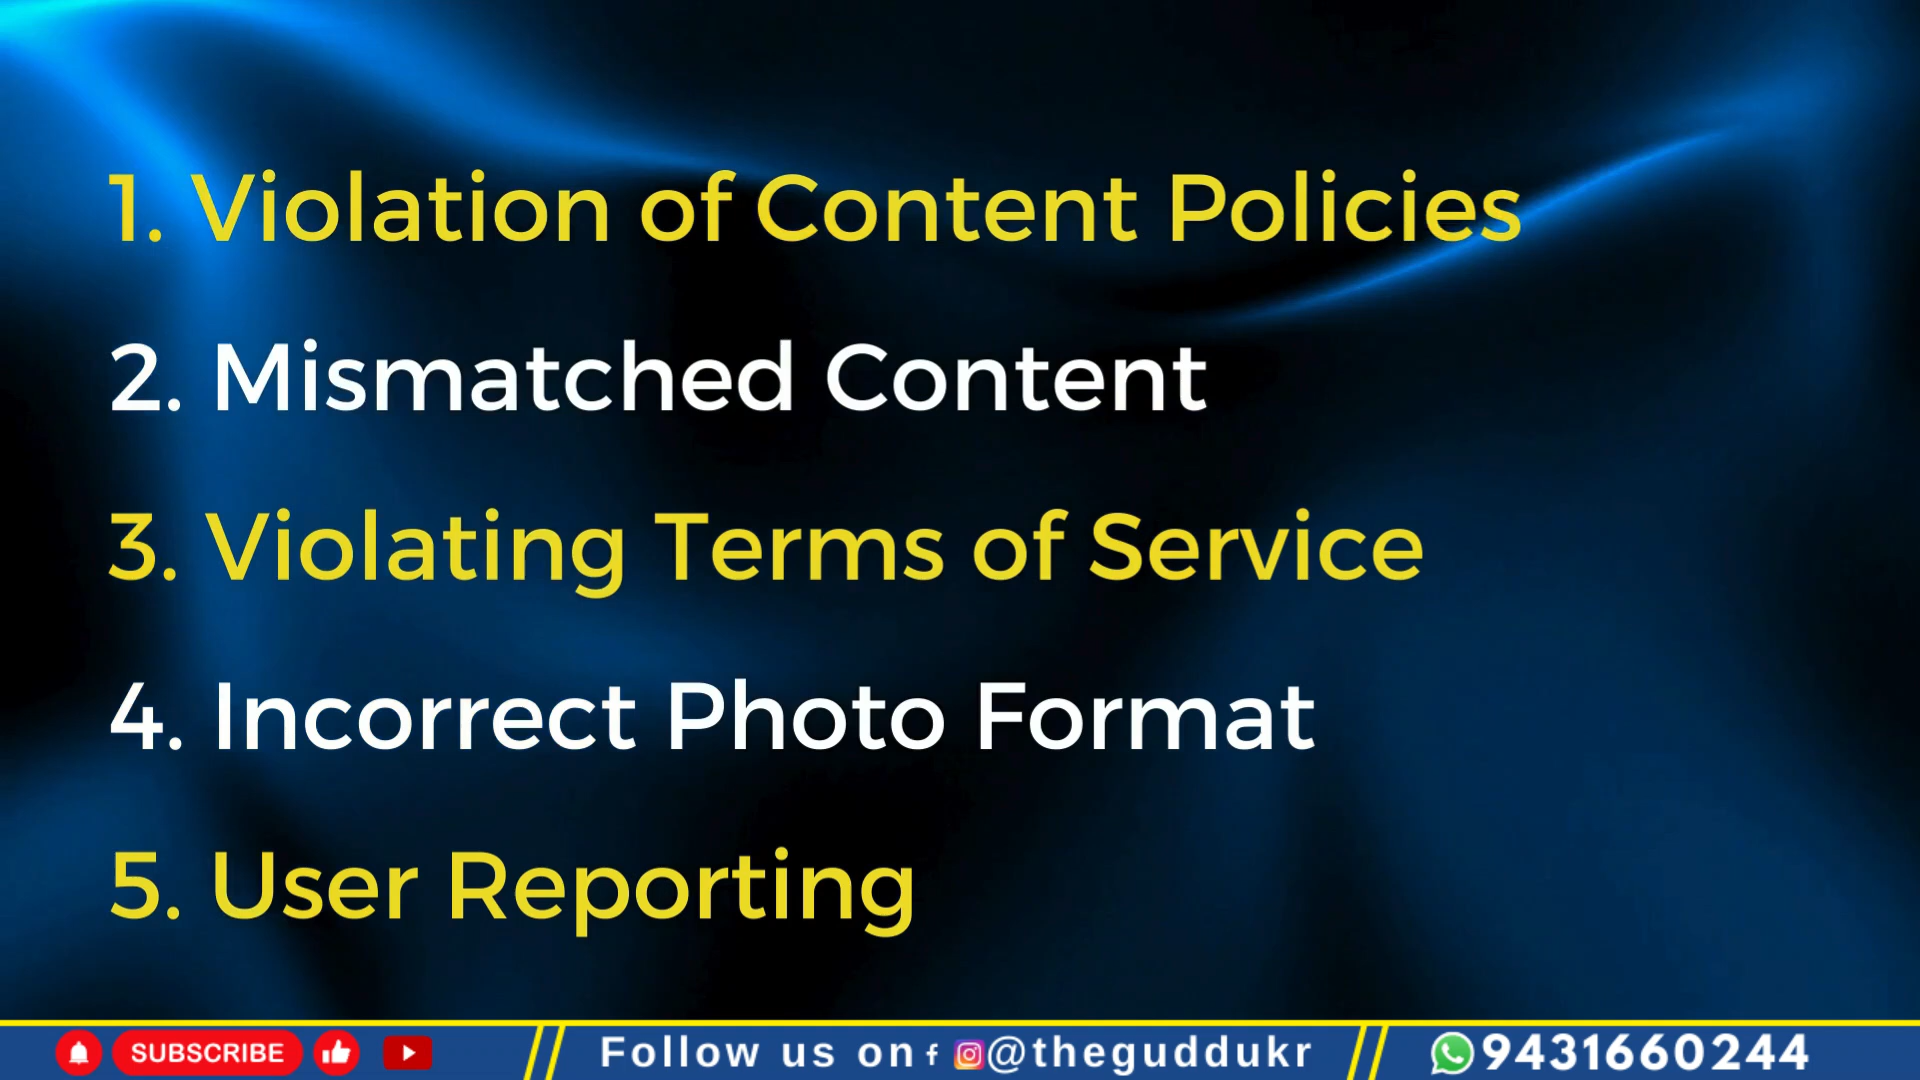 1. Violation of Content Policies
2. Mismatched Content
3. Violating Terms of Service
4. Incorrect Photo Format
5. User Reporting
SUBSCRIBE
Follow us on f @theguddukr
9431660244